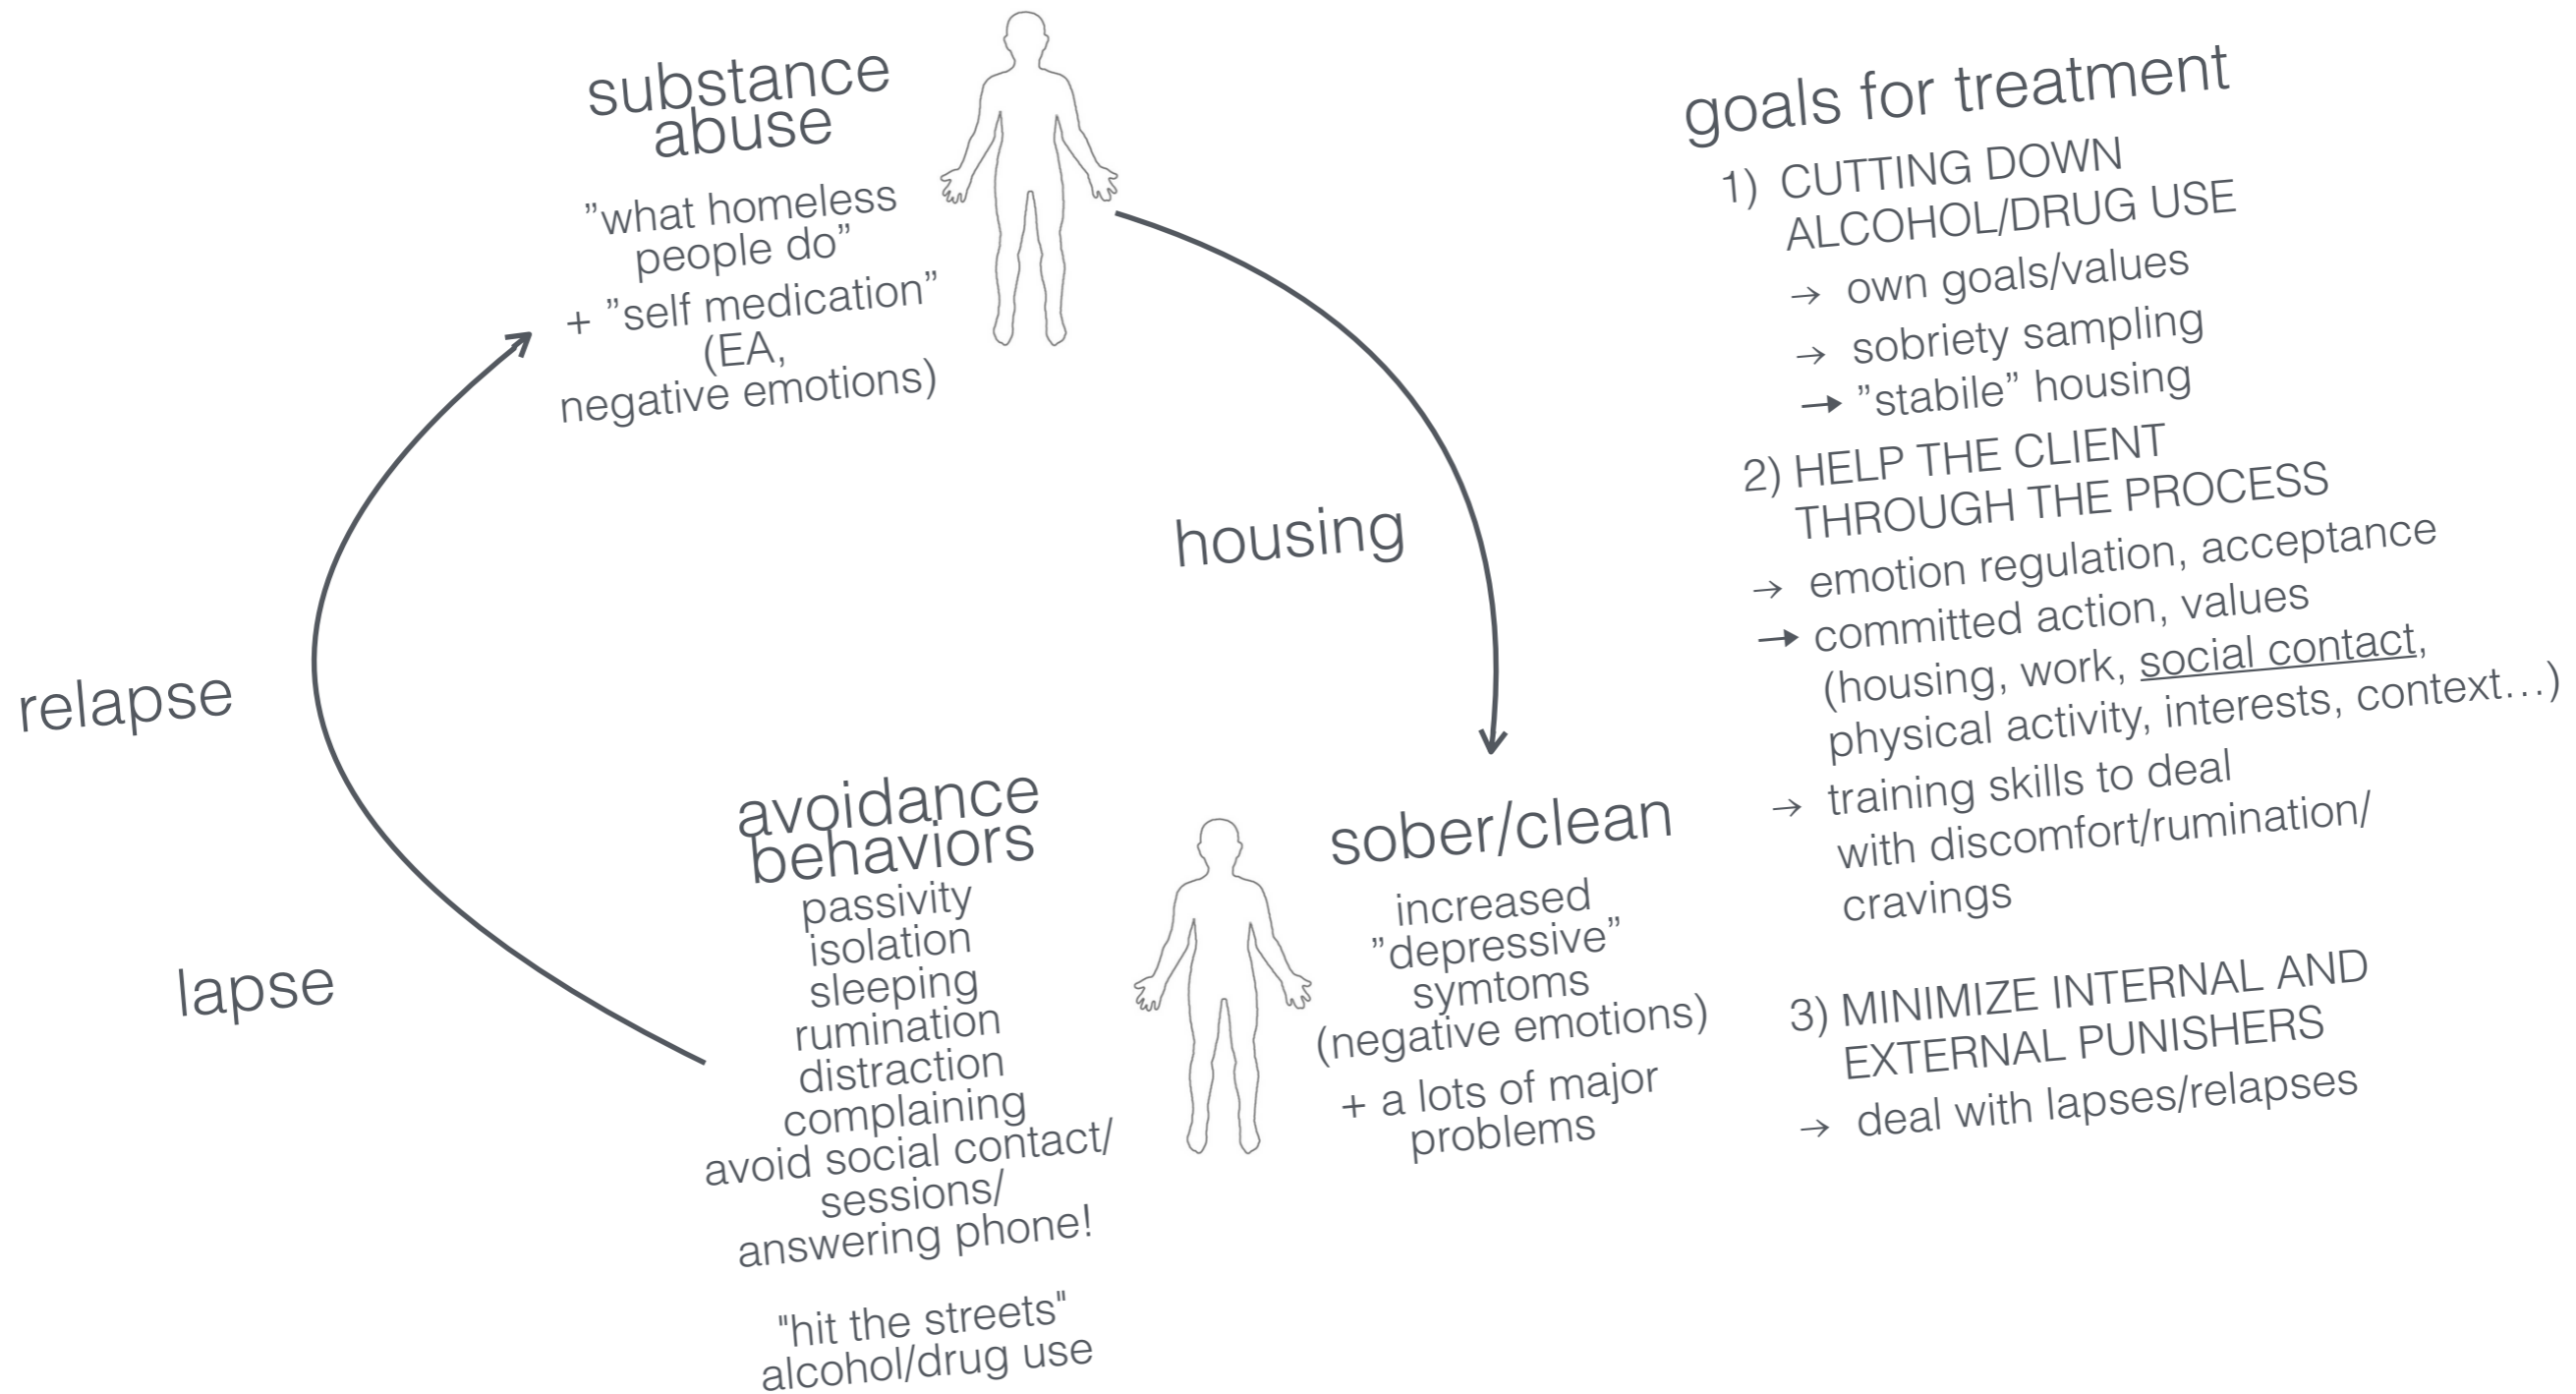 substance
abuse
”what homeless
people do”
+ ”self medication”
(EA,
negative emotions)
housing
relapse
lapse
avoidance
behaviors
passivity
isolation
sleeping
rumination
distraction
complaining
avoid social contact/
sessions/
answering phone!
"hit the streets"
alcohol/drug use
sober/clean
increased
”depressive”
symtoms
(negative emotions)
+ a lots of major
problems
goals for treatment
1) CUTTING DOWN
ALCOHOL/DRUG USE
→ own goals/values
→ sobriety sampling
→ ”stabile” housing
2) HELP THE CLIENT
THROUGH THE PROCESS
→ emotion regulation, acceptance
→ committed action, values
(housing, work, social contact,
physical activity, interests, context…)
→ training skills to deal
with discomfort/rumination/
cravings
3) MINIMIZE INTERNAL AND
EXTERNAL PUNISHERS
→ deal with lapses/relapses